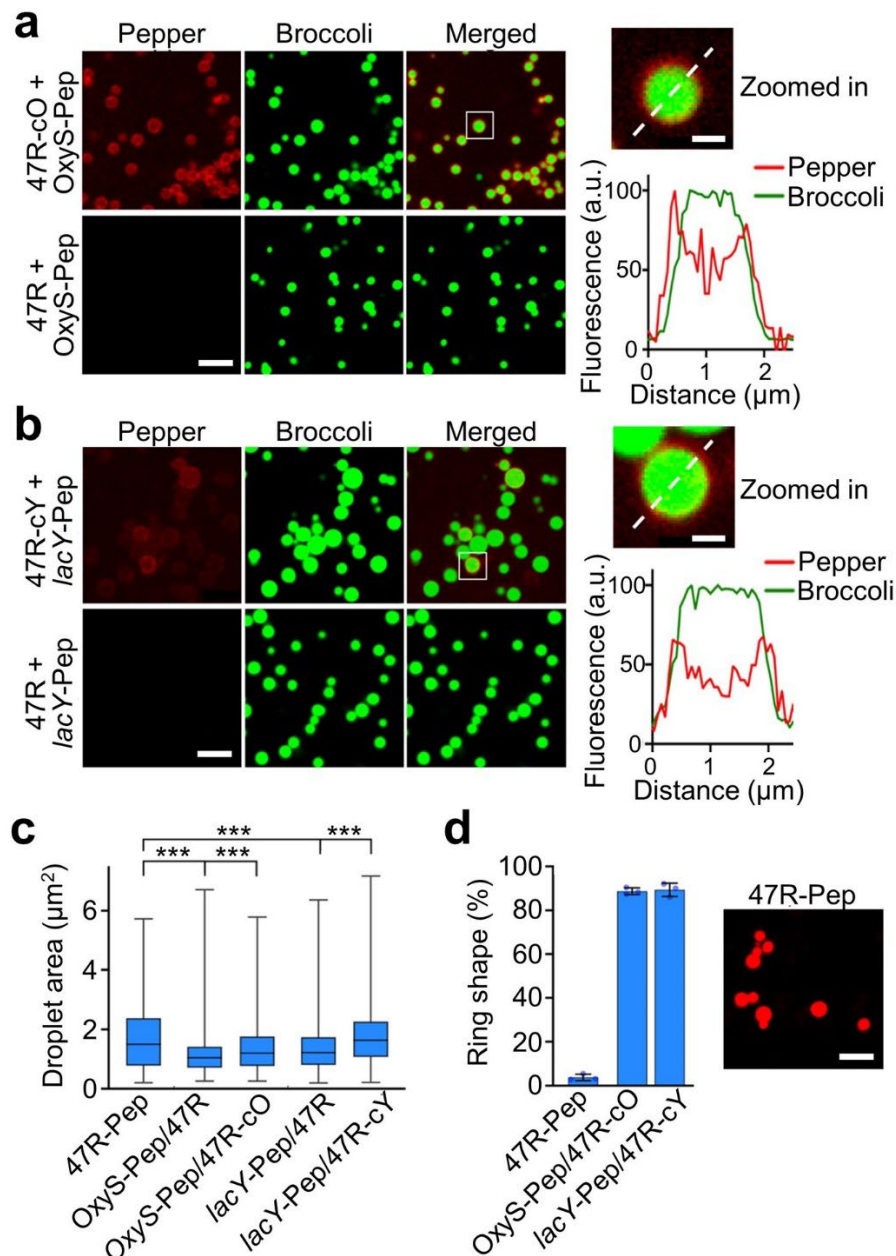 a
Pepper Broccoli Merged
47R-cO +
OxyS-Pep
47R +
OxyS-Pep
Zoomed in
Pepper
Broccoli
Fluorescence (a.u.)
100
50
0
0 1 2
Distance (µm)
b
Pepper Broccoli Merged
47R-cY +
lacY-Pep
47R +
lacY-Pep
Zoomed in
Pepper
Broccoli
Fluorescence (a.u.)
100
50
0
0 1 2
Distance (µm)
c
*** ***
*** ***
Droplet area (µm²)
6
4
2
0
47R-Pep
OxyS-Pep/47R
OxyS-Pep/47R-cO
lacY-Pep/47R
lacY-Pep/47R-cY
d
Ring shape (%)
100
80
60
40
20
0
47R-Pep
OxyS-Pep/47R-cO
lacY-Pep/47R-cY
47R-Pep